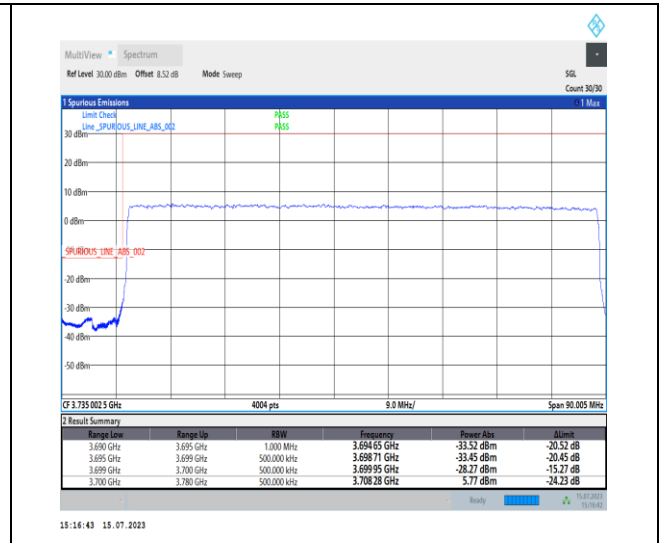 MultiView Spectrum
Ref Level 30.00 dBm Offset 8.52 dB Mode Sweep SGL
Count 30/30
1 Spurious Emissions 1 Max
Limit Check PASS
Line _SPURIOUS_LINE_ABS_002 PASS
30 dBm
20 dBm
10 dBm
0 dBm
_SPURIOUS_LINE_ABS_002
-20 dBm
-30 dBm
-40 dBm
-50 dBm
CF 3.735 002 5 GHz 4004 pts 9.0 MHz/ Span 90.005 MHz
2 Result Summary
Range Low Range Up RBW Frequency Power Abs ΔLimit
3.690 GHz 3.695 GHz 1.000 MHz 3.694 65 GHz -33.52 dBm -20.52 dB
3.695 GHz 3.699 GHz 500.000 kHz 3.698 71 GHz -33.45 dBm -20.45 dB
3.699 GHz 3.700 GHz 500.000 kHz 3.699 95 GHz -28.27 dBm -15.27 dB
3.700 GHz 3.780 GHz 500.000 kHz 3.708 28 GHz 5.77 dBm -24.23 dB
Ready 15.07.2023
15:16:42
15:16:43 15.07.2023